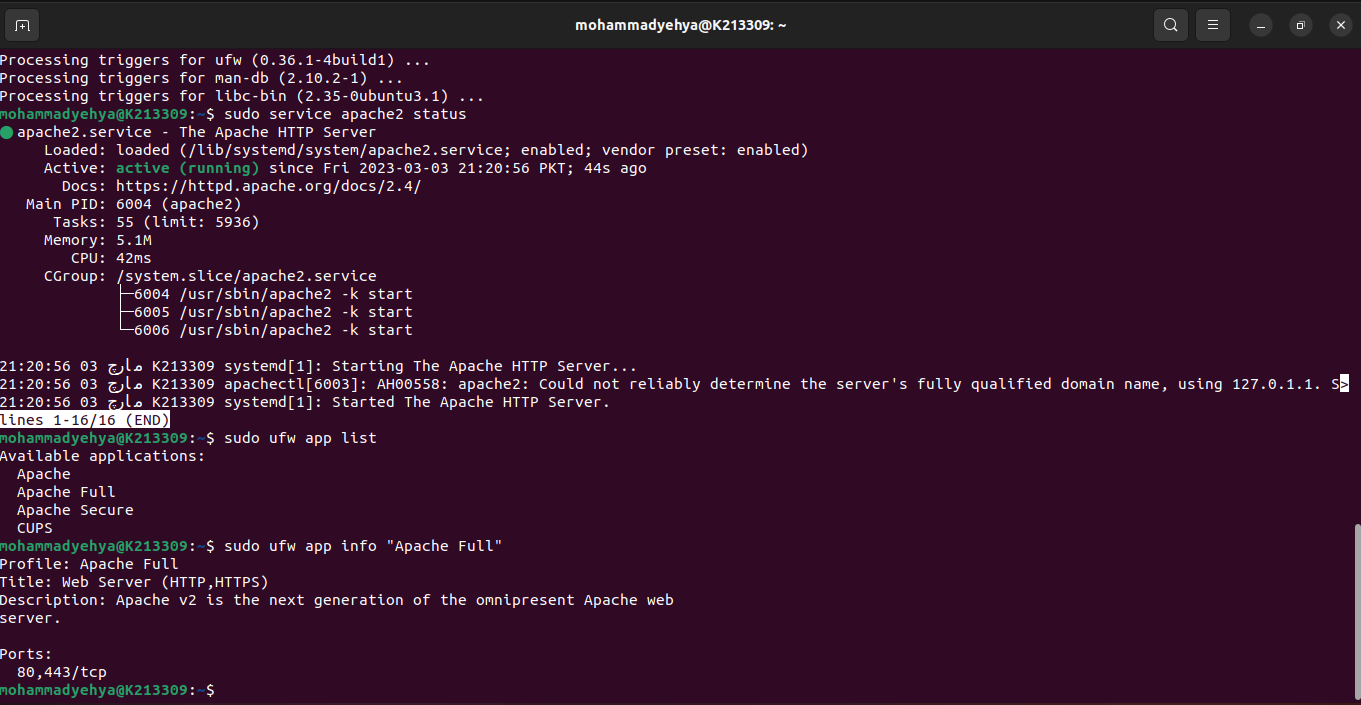 mohammadyehya@K213309: ~
Processing triggers for ufw (0.36.1-4build1) ...
Processing triggers for man-db (2.10.2-1) ...
Processing triggers for libc-bin (2.35-0ubuntu3.1) ...
mohammadyehya@K213309:~$ sudo service apache2 status
● apache2.service - The Apache HTTP Server
     Loaded: loaded (/lib/systemd/system/apache2.service; enabled; vendor preset: enabled)
     Active: active (running) since Fri 2023-03-03 21:20:56 PKT; 44s ago
       Docs: https://httpd.apache.org/docs/2.4/
   Main PID: 6004 (apache2)
      Tasks: 55 (limit: 5936)
     Memory: 5.1M
        CPU: 42ms
     CGroup: /system.slice/apache2.service
             ├─6004 /usr/sbin/apache2 -k start
             ├─6005 /usr/sbin/apache2 -k start
             └─6006 /usr/sbin/apache2 -k start
21:20:56 03 مارچ K213309 systemd[1]: Starting The Apache HTTP Server...
21:20:56 03 مارچ K213309 apachectl[6003]: AH00558: apache2: Could not reliably determine the server's fully qualified domain name, using 127.0.1.1. S>
21:20:56 03 مارچ K213309 systemd[1]: Started The Apache HTTP Server.
lines 1-16/16 (END)
mohammadyehya@K213309:~$ sudo ufw app list
Available applications:
  Apache
  Apache Full
  Apache Secure
  CUPS
mohammadyehya@K213309:~$ sudo ufw app info "Apache Full"
Profile: Apache Full
Title: Web Server (HTTP,HTTPS)
Description: Apache v2 is the next generation of the omnipresent Apache web
server.
Ports:
  80,443/tcp
mohammadyehya@K213309:~$